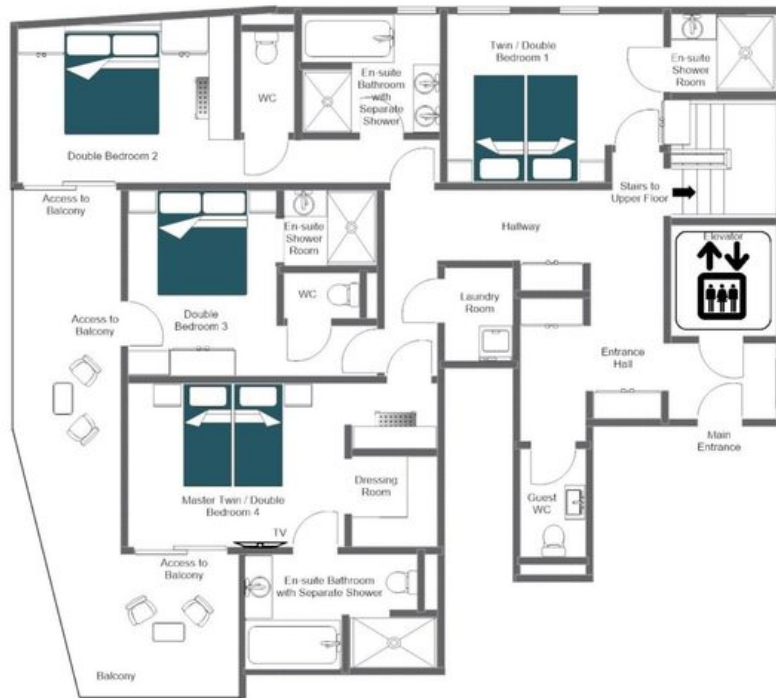 Twin / Double
Bedroom 1
En-suite
Shower
Room
En-suite
Bathroom
with
Separate
Shower
WC
Double Bedroom 2
Stairs to
Upper Floor
Access to
Balcony
En-suite
Shower
Room
Hallway
Elevator
WC
Double
Bedroom 3
Laundry
Room
Access to
Balcony
Entrance
Hall
Main
Entrance
Master Twin / Double
Bedroom 4
Dressing
Room
Guest
WC
TV
Access to
Balcony
En-suite Bathroom
with Separate Shower
Balcony